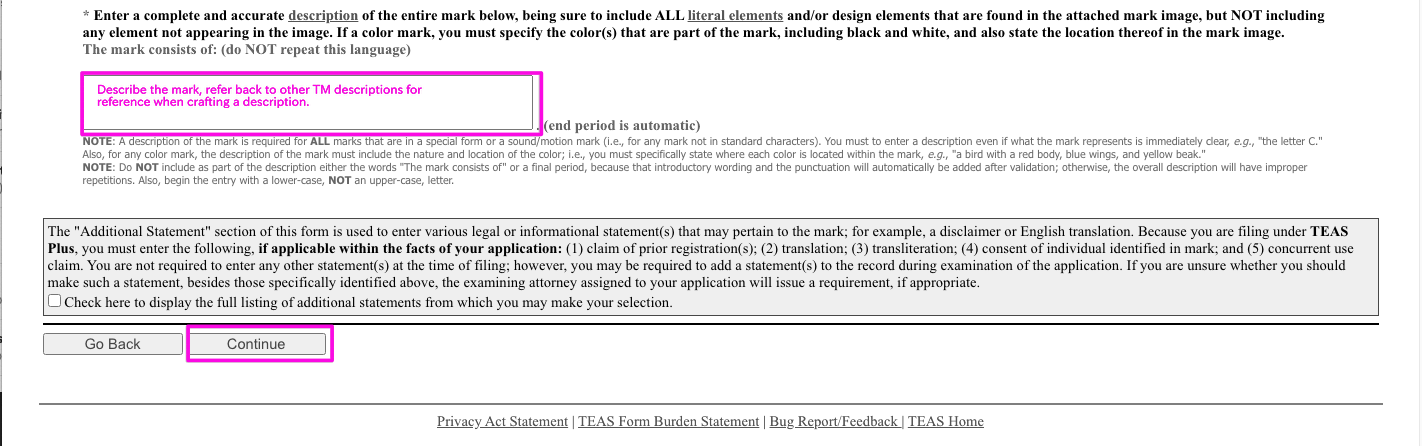 * Enter a complete and accurate description of the entire mark below, being sure to include ALL literal elements and/or design elements that are found in the attached mark image, but NOT including
any element not appearing in the image. If a color mark, you must specify the color(s) that are part of the mark, including black and white, and also state the location thereof in the mark image.
The mark consists of: (do NOT repeat this language)
Describe the mark, refer back to other TM descriptions for
reference when crafting a description.
. (end period is automatic)
NOTE: A description of the mark is required for ALL marks that are in a special form or a sound/motion mark (i.e., for any mark not in standard characters). You must to enter a description even if what the mark represents is immediately clear, e.g., "the letter C."
Also, for any color mark, the description of the mark must include the nature and location of the color; i.e., you must specifically state where each color is located within the mark, e.g., "a bird with a red body, blue wings, and yellow beak."
NOTE: Do NOT include as part of the description either the words "The mark consists of" or a final period, because that introductory wording and the punctuation will automatically be added after validation; otherwise, the overall description will have improper
repetitions. Also, begin the entry with a lower-case, NOT an upper-case, letter.
The "Additional Statement" section of this form is used to enter various legal or informational statement(s) that may pertain to the mark; for example, a disclaimer or English translation. Because you are filing under TEAS
Plus, you must enter the following, if applicable within the facts of your application: (1) claim of prior registration(s); (2) translation; (3) transliteration; (4) consent of individual identified in mark; and (5) concurrent use
claim. You are not required to enter any other statement(s) at the time of filing; however, you may be required to add a statement(s) to the record during examination of the application. If you are unsure whether you should
make such a statement, besides those specifically identified above, the examining attorney assigned to your application will issue a requirement, if appropriate.
Check here to display the full listing of additional statements from which you may make your selection.
Go Back Continue
Privacy Act Statement | TEAS Form Burden Statement | Bug Report/Feedback | TEAS Home